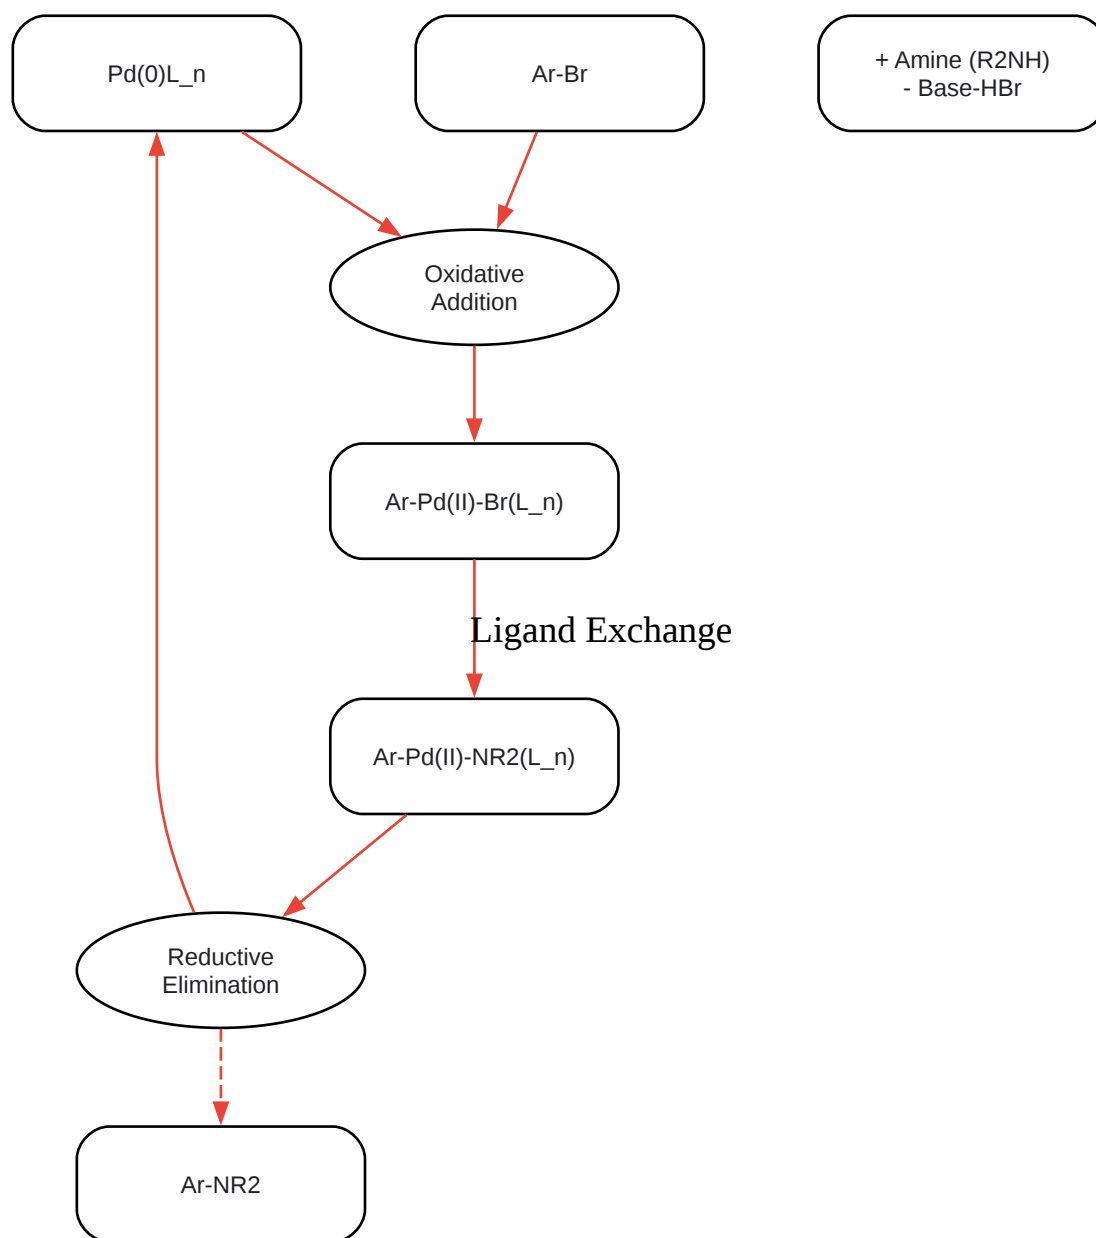 Pd(0)L_n
Ar-Br
+ Amine (R2NH)
- Base-HBr
Oxidative
Addition
Ar-Pd(II)-Br(L_n)
Ligand Exchange
Ar-Pd(II)-NR2(L_n)
Reductive
Elimination
Ar-NR2